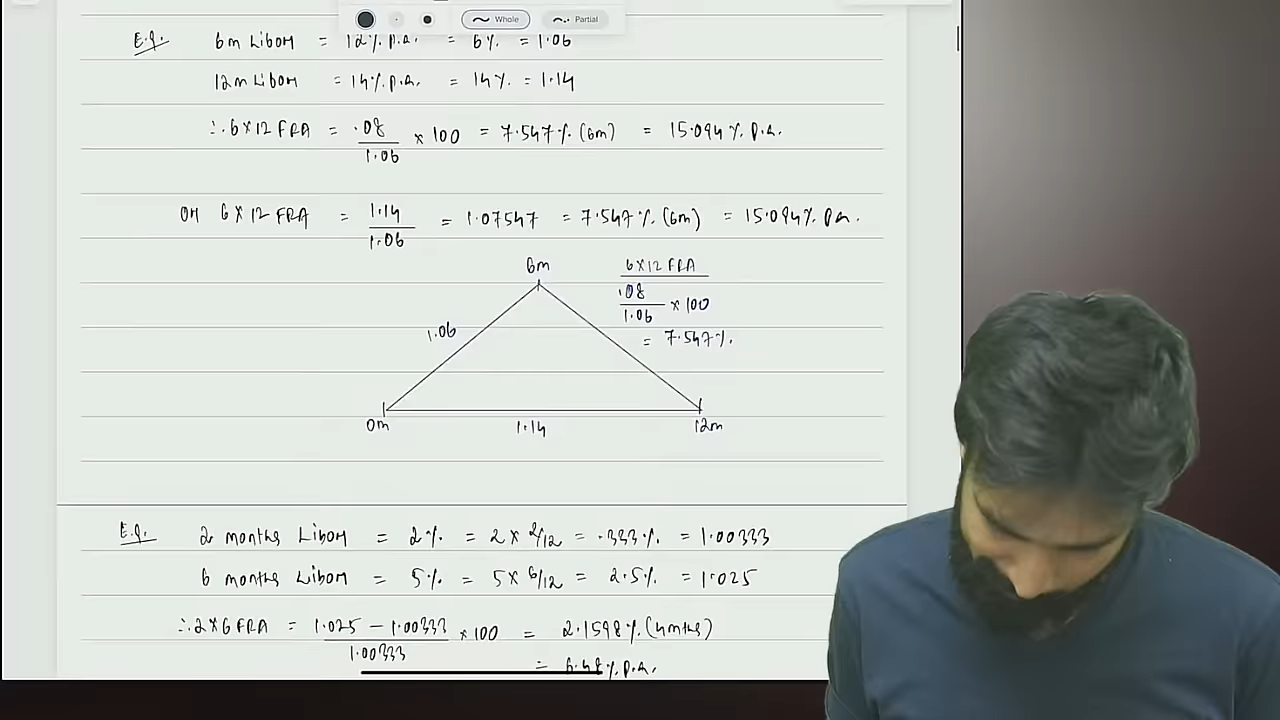 Whole Partial
E.g. 6m Libor = 12% p.a. = 6% = 1.06
12m Libor = 14% p.a. = 14% = 1.14
∴ 6×12 FRA = .08/1.06 × 100 = 7.547% (6m) = 15.094% p.a.
or 6×12 FRA = 1.14/1.06 = 1.07547 = 7.547% (6m) = 15.094% p.a.
6m
6×12 FRA
.08/1.06 × 100
1.06
= 7.547%
0m 1.14 12m
E.g. 2 months Libor = 2% = 2 × 2/12 = .333% = 1.00333
6 months Libor = 5% = 5 × 6/12 = 2.5% = 1.025
∴ 2×6 FRA = 1.025 − 1.00333/1.00333 × 100 = 2.1598% (4mths)
= 6.48% p.a.